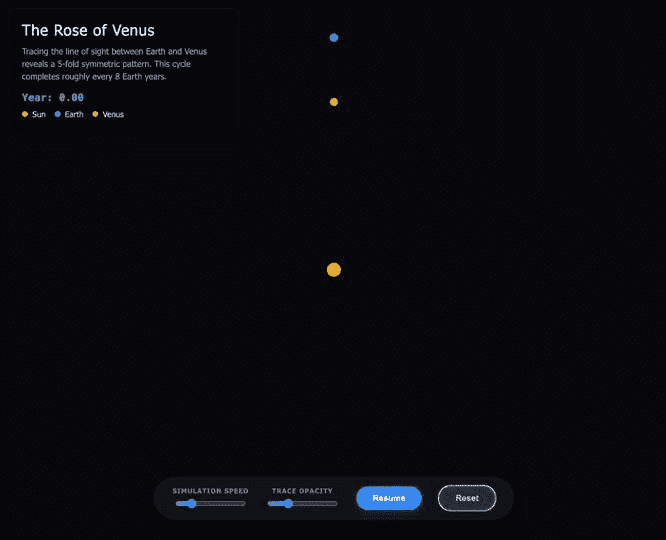 The Rose of Venus
Tracing the line of sight between Earth and Venus
reveals a 5-fold symmetric pattern. This cycle
completes roughly every 8 Earth years.
Year: 0.00
Sun Earth Venus
SIMULATION SPEED TRACE OPACITY
Resume Reset